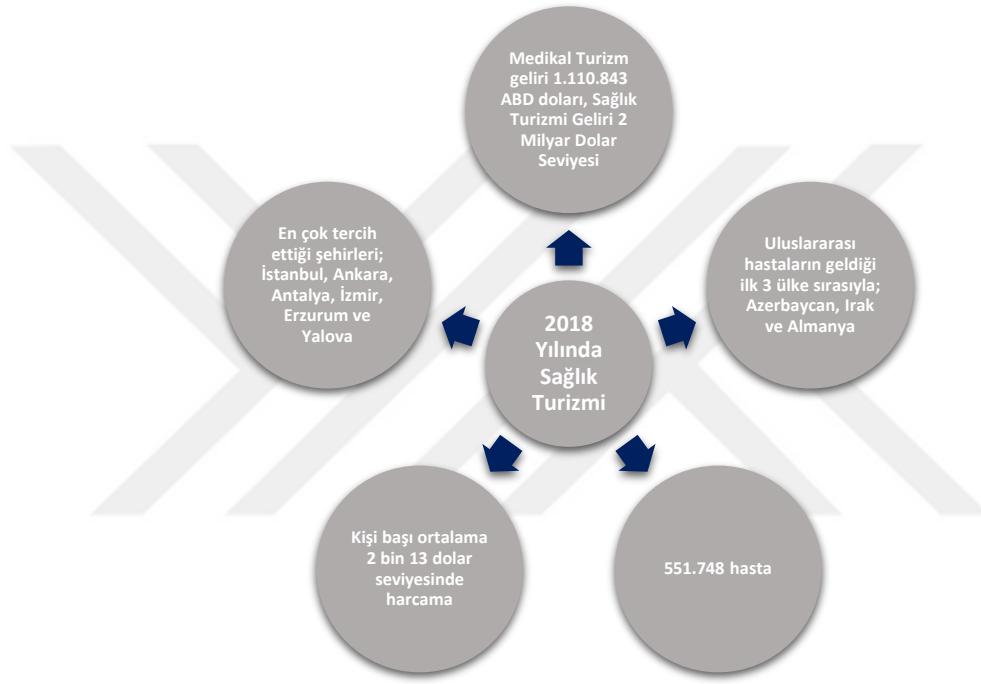 Medikal Turizm
geliri 1.110.843
ABD doları, Sağlık
Turizmi Geliri 2
Milyar Dolar
Seviyesi
En çok tercih
ettiği şehirleri;
İstanbul, Ankara,
Antalya, İzmir,
Erzurum ve
Yalova
Uluslararası
hastaların geldiği
ilk 3 ülke sırasıyla;
Azerbaycan, Irak
ve Almanya
2018
Yılında
Sağlık
Turizmi
Kişi başı ortalama
2 bin 13 dolar
seviyesinde
harcama
551.748 hasta